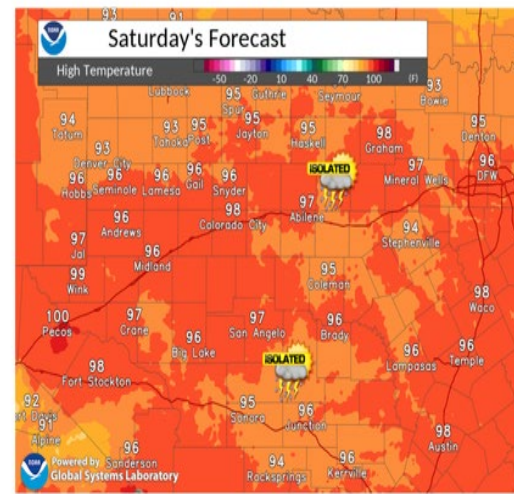 93
91
NOAA
Saturday's Forecast
High Temperature
-50 -20 10 40 70 100 (F)
Lubbock
Guthrie
Seymour
93
Bowie
95
Spur
94
Tatum
93
Tahoka
95
Post
95
Jayton
95
Haskell
98
Graham
95
Denton
93
Denver City
96
Hobbs
96
Seminole
96
Lamesa
96
Gail
96
Snyder
ISOLATED
97
Mineral Wells
96
DFW
96
Andrews
98
Colorado City
97
Abilene
94
Stephenville
97
Jal
96
Midland
99
Wink
95
Coleman
98
Waco
100
Pecos
97
Crane
96
Big Lake
97
San Angelo
96
Brady
96
Lampasas
96
Temple
98
Fort Stockton
ISOLATED
92
ort Davis
91
Alpine
95
Sonora
96
Junction
98
Austin
96
Sanderson
94
Rocksprings
96
Kerrville
NOAA
Powered by
Global Systems Laboratory